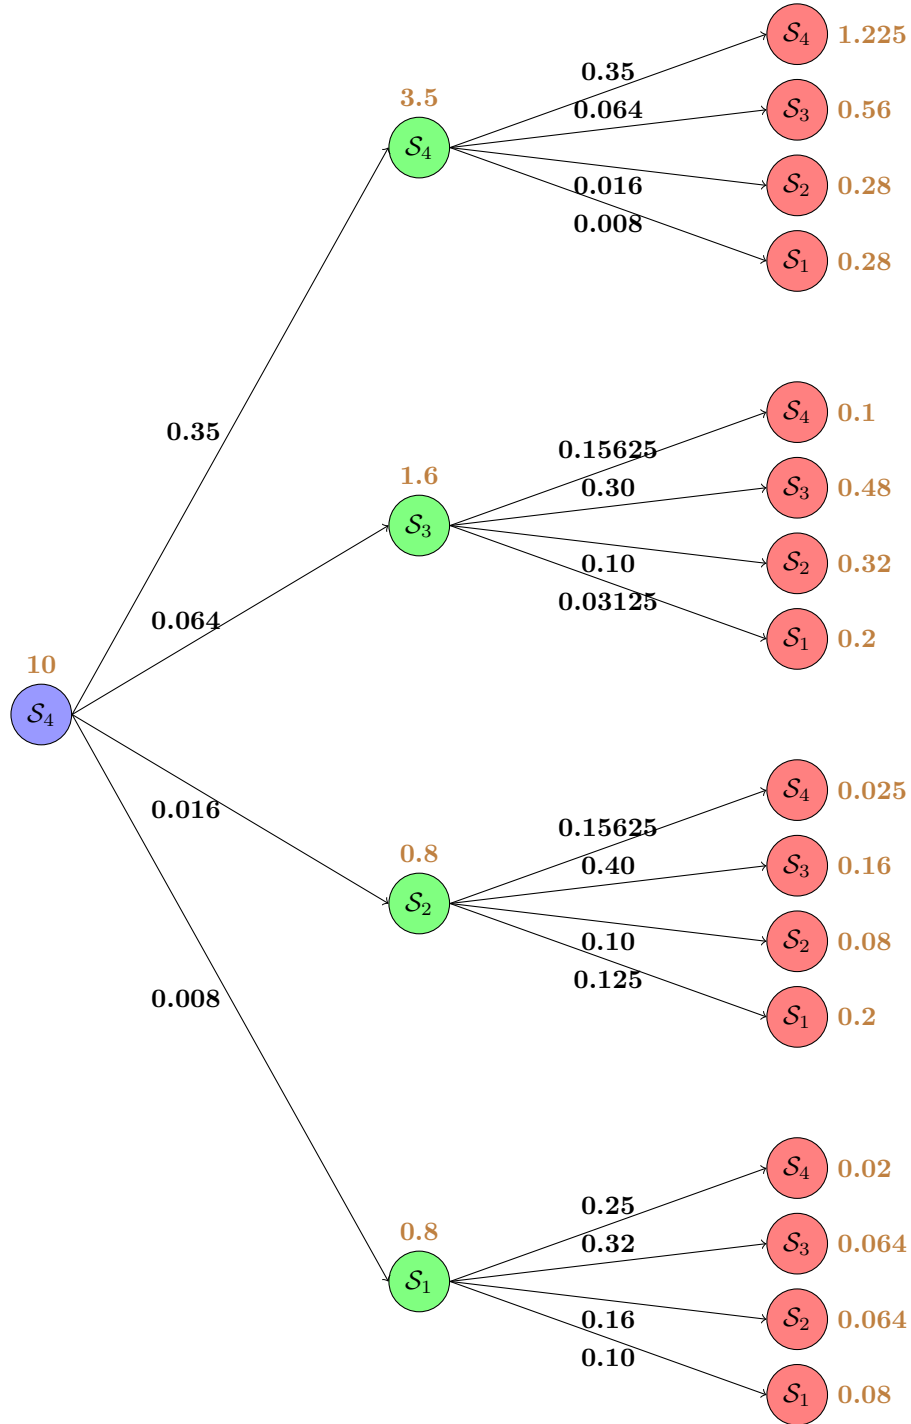 S₄ 1.225
0.35
3.5
0.064
S₃ 0.56
S₄
0.016
S₂ 0.28
0.008
S₁ 0.28
0.35
S₄ 0.1
0.15625
1.6
0.30
S₃ 0.48
S₃
0.10
S₂ 0.32
0.03125
0.064
S₁ 0.2
10
S₄
0.016
S₄ 0.025
0.15625
0.8
0.40
S₃ 0.16
S₂
0.10
S₂ 0.08
0.125
0.008
S₁ 0.2
S₄ 0.02
0.25
0.8
0.32
S₃ 0.064
S₁
0.16
S₂ 0.064
0.10
S₁ 0.08